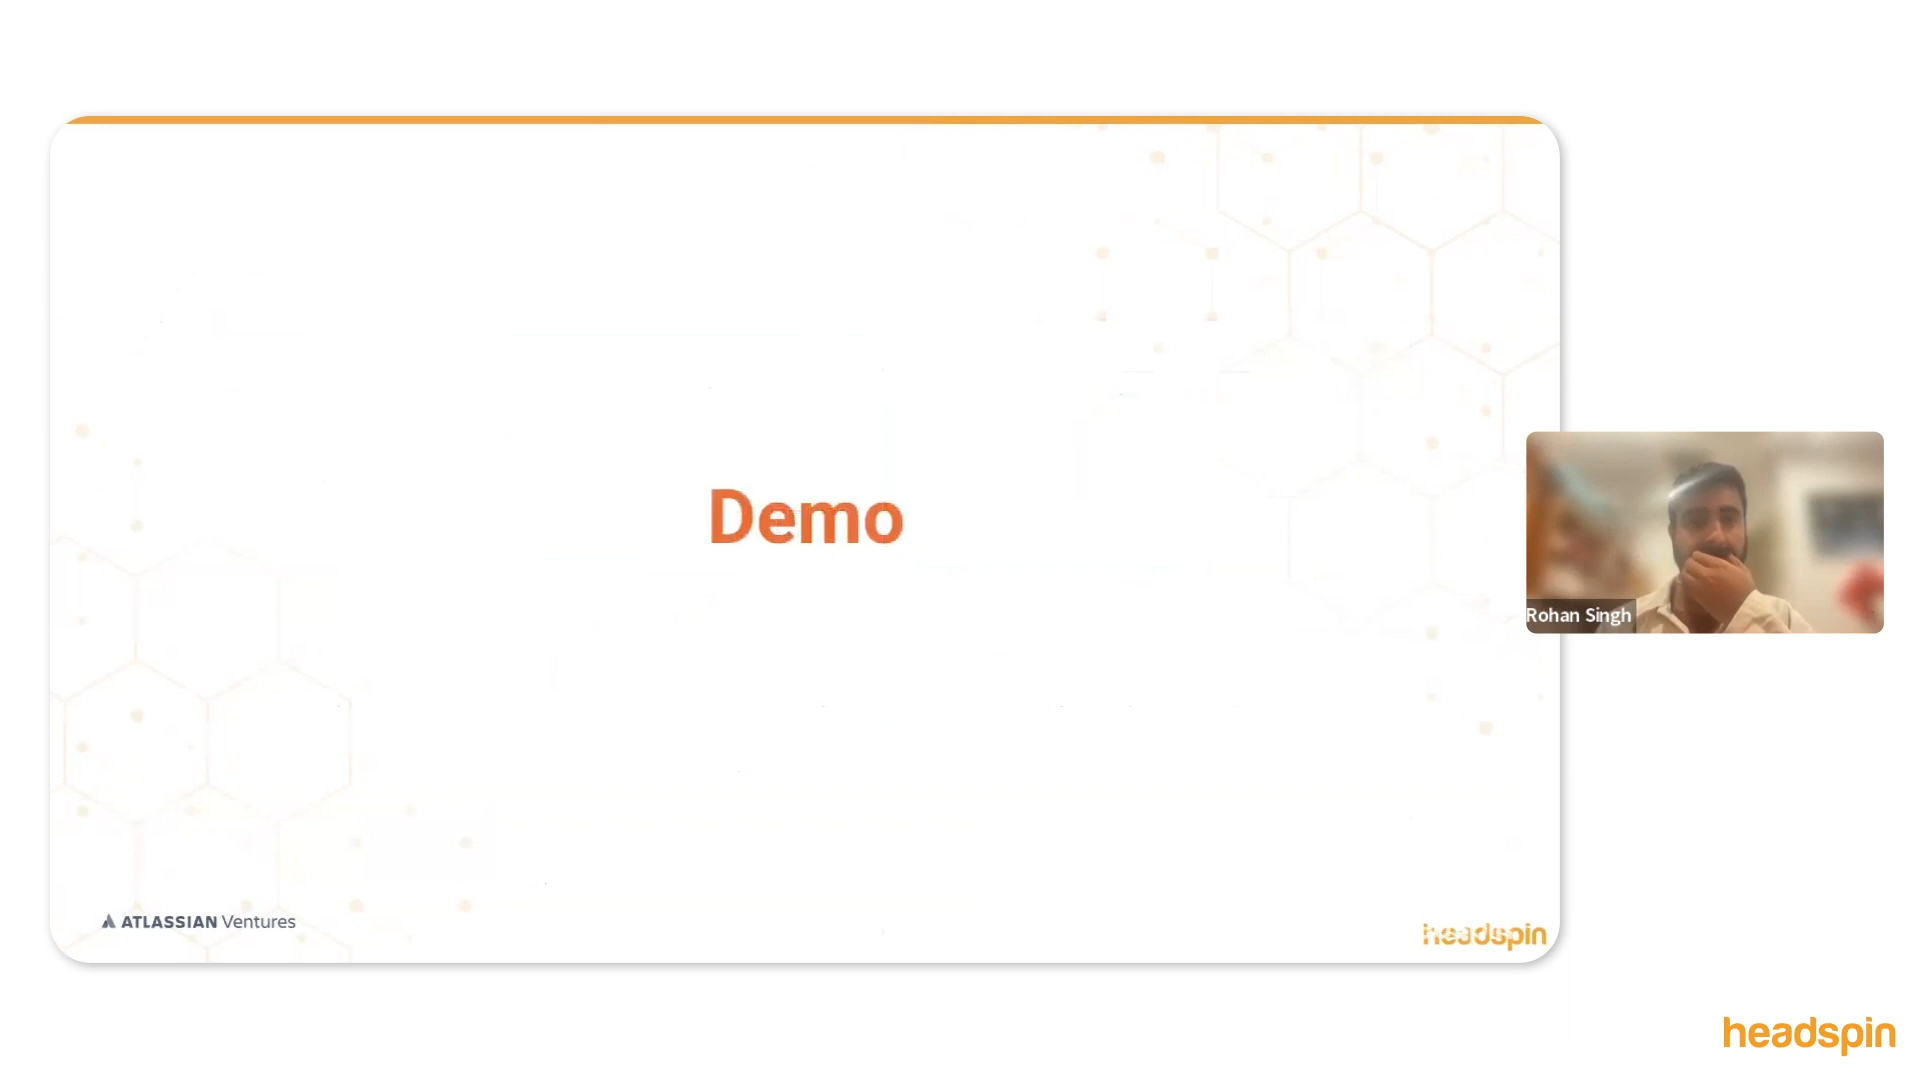 Demo
Rohan Singh
ATLASSIAN Ventures
headspin
headspin